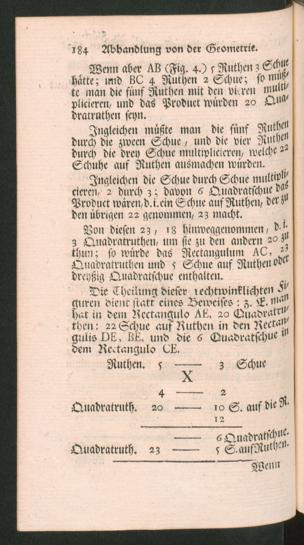 184 Abhandlung von der Geometrie.
Wenn aber AB (Fig. 4.) 5 Ruthen 3 Schue
hätte; und BC 4 Ruthen 2 Schue; so müß-
te man die fünf Ruthen mit den vieren multi-
plicieren, und das Product würden 20 Qua-
dratruthen seyn.
Ingleichen müßte man die fünf Ruthen
durch die zween Schue, und die vier Ruthen
durch die drey Schue multiplicieren, welche 22
Schuhe auf Ruthen ausmachen würden.
Ingleichen die Schue durch Schue multipli-
cieren, 2 durch 3; davon 6 Quadratschue das
Product wären, d. i. ein Schue auf Ruthen, der zu
den übrigen 22 genommen, 23 macht.
Von diesen 23, 18 hinweggenommen, d. i.
3 Quadratruthen, um sie zu den andern 20 zu
thun; so würde das Rectangulum AC, 23
Quadratruthen und 5 Schue auf Ruthen oder
dreyßig Quadratschue enthalten.
Die Theilung dieser rechtwinklichten Fi-
guren dient statt eines Beweises: z. E. man
hat in dem Rectangulo AE, 20 Quadratru-
then: 22 Schue auf Ruthen in den Rectan-
gulis DE, BE, und die 6 Quadratschue in
dem Rectangulo CE.
Ruthen. 5 — 3 Schue
X
4 — 2
Quadratruth. 20 — 10 S. auf die R.
12
— 6 Quadratschue.
Quadratruth. 23 — 5 S. auf Ruthen.
Wenn